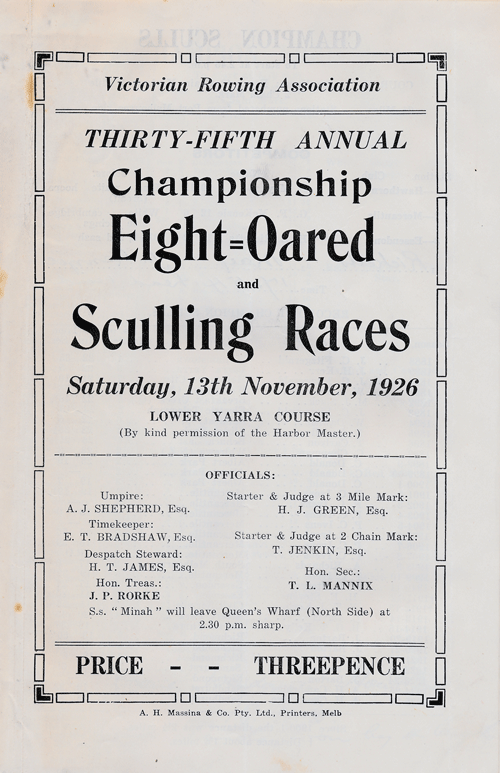 Victorian Rowing Association
THIRTY-FIFTH ANNUAL
Championship
Eight=Oared
and
Sculling Races
Saturday, 13th November, 1926
LOWER YARRA COURSE
(By kind permission of the Harbor Master.)
OFFICIALS:
Umpire:
A. J. SHEPHERD, Esq.
Timekeeper:
E. T. BRADSHAW, Esq.
Despatch Steward:
H. T. JAMES, Esq.
Hon. Treas.:
J. P. RORKE
Starter & Judge at 3 Mile Mark:
H. J. GREEN, Esq.
Starter & Judge at 2 Chain Mark:
T. JENKIN, Esq.
Hon. Sec.:
T. L. MANNIX
S.s. "Minah" will leave Queen's Wharf (North Side) at
2.30 p.m. sharp.
PRICE - - THREEPENCE
A. H. Massina & Co. Pty. Ltd., Printers, Melb